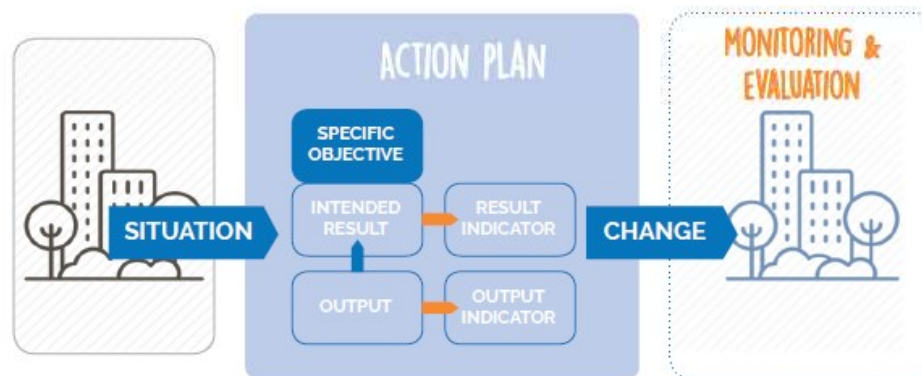 ACTION PLAN
MONITORING &
EVALUATION
SPECIFIC
OBJECTIVE
SITUATION
INTENDED
RESULT
RESULT
INDICATOR
CHANGE
OUTPUT
OUTPUT
INDICATOR